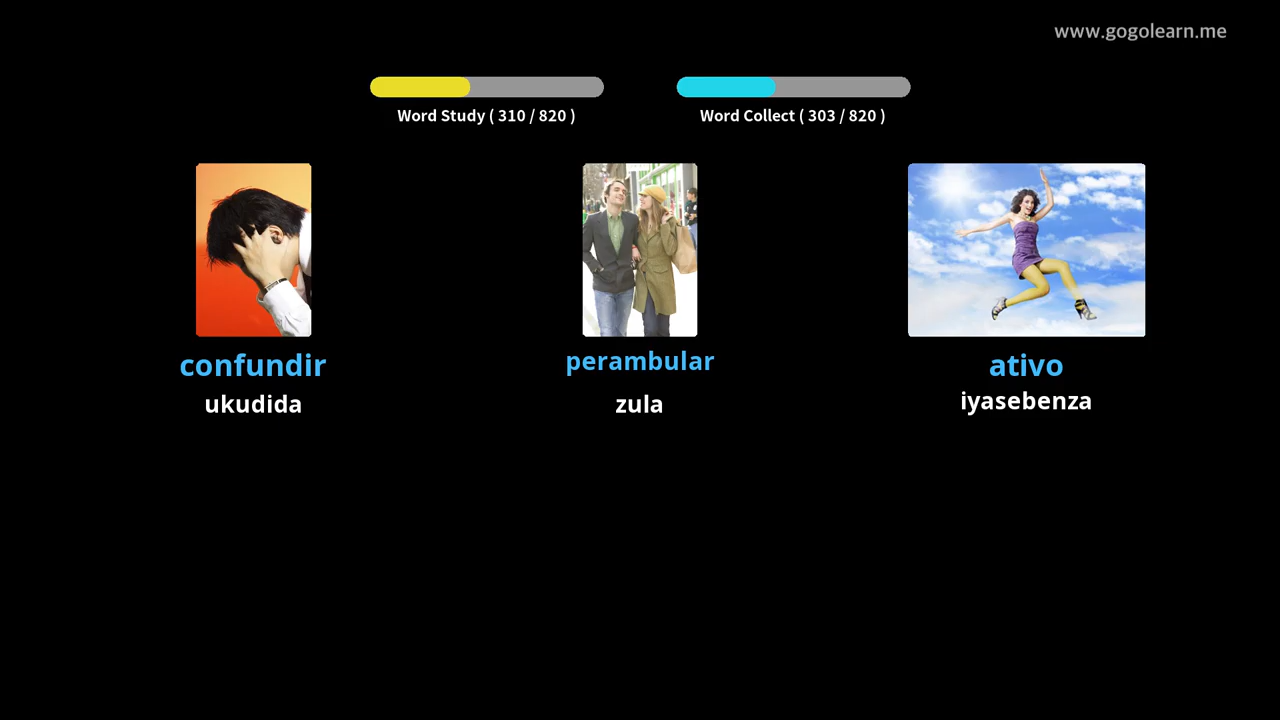 www.gogolearn.me
Word Study ( 310 / 820 )
Word Collect ( 303 / 820 )
confundir
ukudida
perambular
zula
ativo
iyasebenza